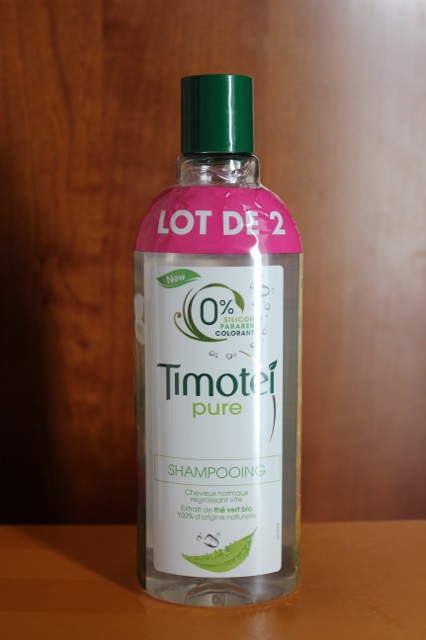 LOT DE 2
New
0%
SILICON
PARABEN
COLORANT
Timotei
pure
SHAMPOOING
Cheveux normaux
regraissant vite
Extrait de thé vert bio
100% d'origine naturelle